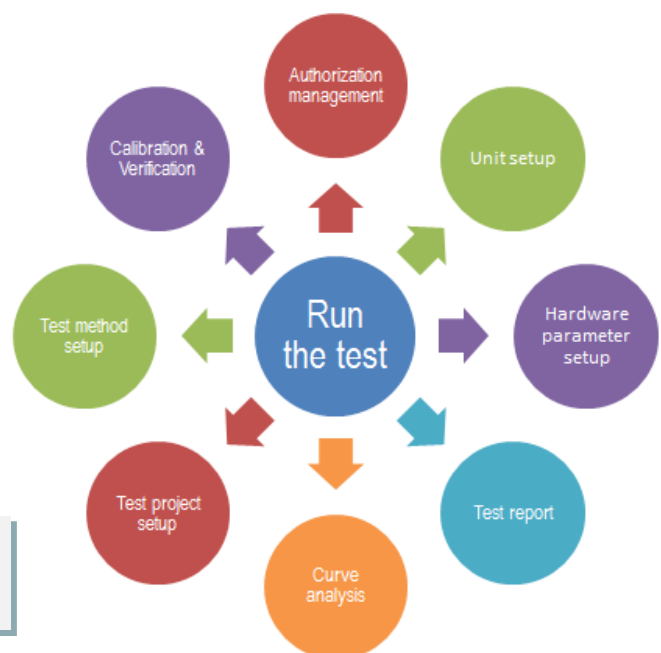 Authorization
management
Unit setup
Hardware
parameter
setup
Test report
Curve
analysis
Test project
setup
Test method
setup
Calibration &
Verification
Run
the test